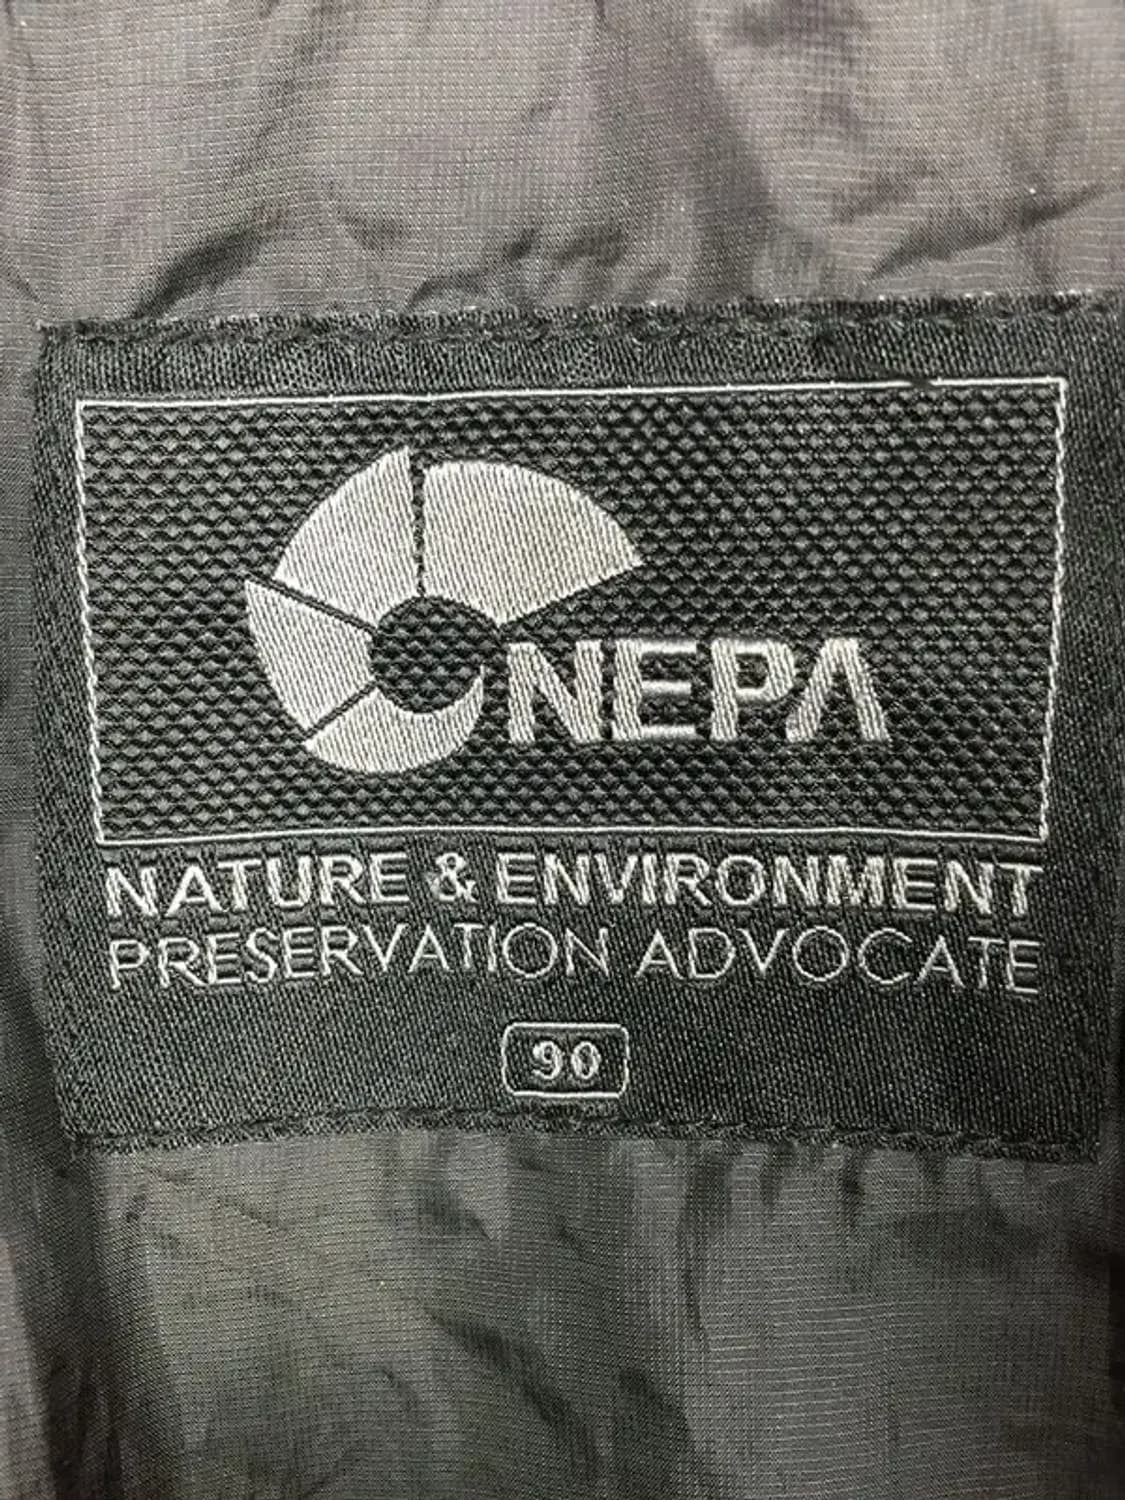 NEPA
NATURE & ENVIRONMENT
PRESERVATION ADVOCATE
90